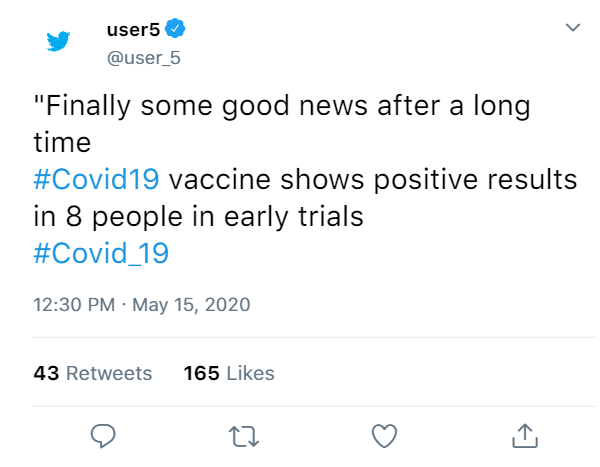 user5
@user_5
"Finally some good news after a long
time
#Covid19 vaccine shows positive results
in 8 people in early trials
#Covid_19
12:30 PM · May 15, 2020
43 Retweets 165 Likes